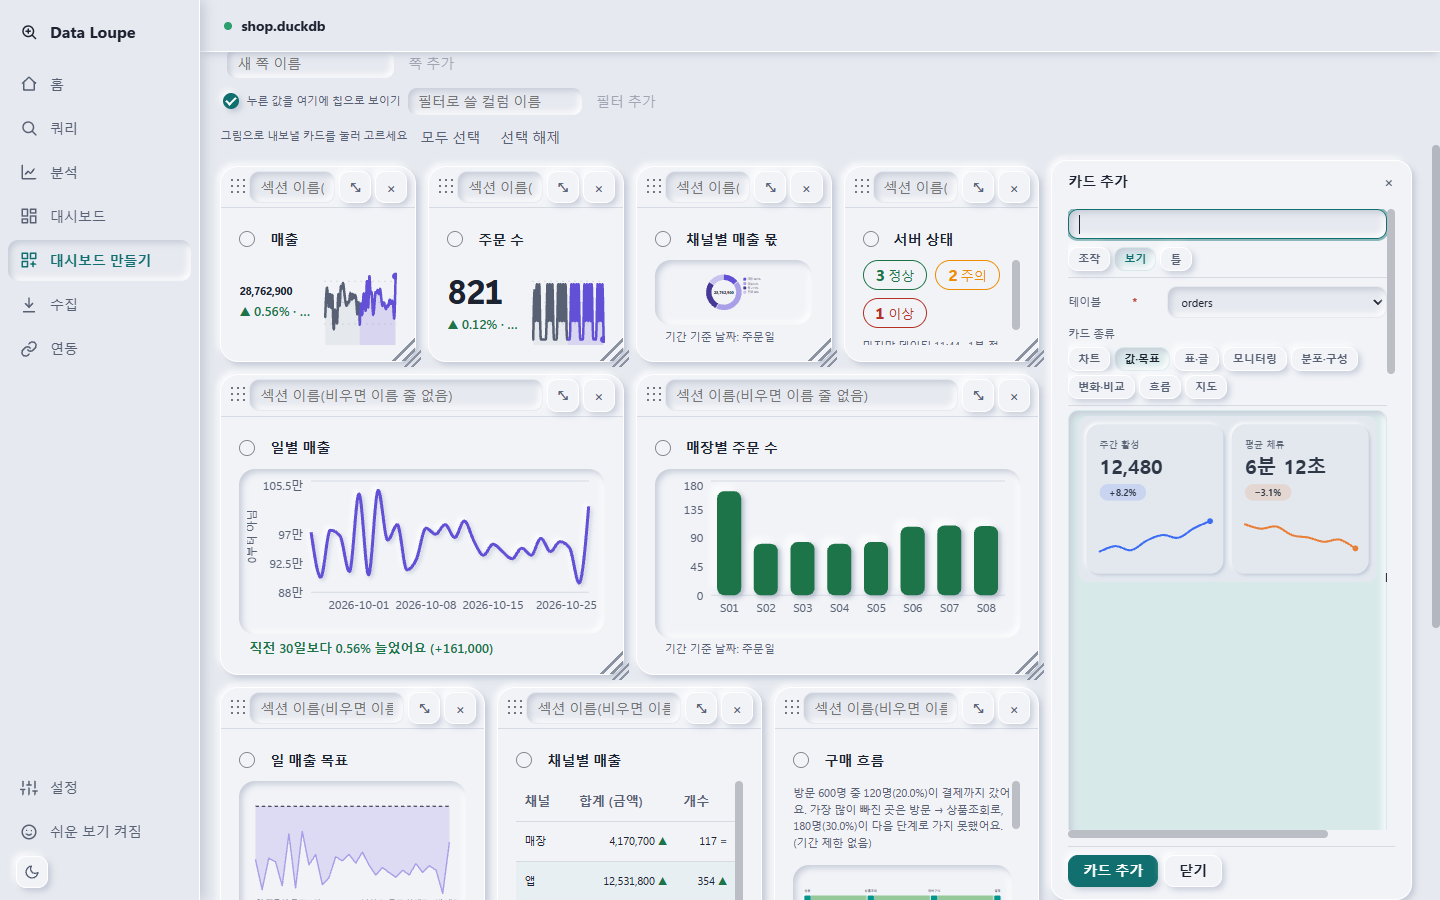 Data Loupe
홈
쿼리
분석
대시보드
대시보드 만들기
수집
연동
설정
쉬운 보기 켜짐
shop.duckdb
새 쪽 이름
쪽 추가
누른 값을 여기에 칩으로 보이기
필터로 쓸 컬럼 이름
필터 추가
그림으로 내보낼 카드를 눌러 고르세요
모두 선택
선택 해제
섹션 이름(
×
섹션 이름(
×
섹션 이름(
×
섹션 이름(
×
매출
28,762,900
▲ 0.56% · ...
주문 수
821
▲ 0.12% · ...
채널별 매출 몫
28,762,900
기간 기준 날짜: 주문일
서버 상태
3 정상
2 주의
1 이상
섹션 이름(비우면 이름 줄 없음)
×
섹션 이름(비우면 이름 줄 없음)
×
일별 매출
105.5만
97만
92.5만
88만
0부터 아님
2026-10-01
2026-10-08
2026-10-15
2026-10-25
직전 30일보다 0.56% 늘었어요 (+161,000)
매장별 주문 수
180
135
90
45
0
S01
S02
S03
S04
S05
S06
S07
S08
기간 기준 날짜: 주문일
섹션 이름(비우면 이름
×
섹션 이름(비우면 이름
×
섹션 이름(비우면 이름
×
일 매출 목표
채널별 매출
채널
합계 (금액)
개수
매장
4,170,700 ▲
117 =
앱
12,531,800 ▲
354 ▲
구매 흐름
방문 600명 중 120명(20.0%)이 결제까지 갔어
요. 가장 많이 빠진 곳은 방문 → 상품조회로,
180명(30.0%)이 다음 단계로 가지 못했어요.
(기간 제한 없음)
카드 추가
×
조작
보기
틀
테이블
*
orders
카드 종류
차트
값·목표
표·글
모니터링
분포·구성
변화·비교
흐름
지도
주간 활성
12,480
+8.2%
평균 체류
6분 12초
−3.1%
카드 추가
닫기